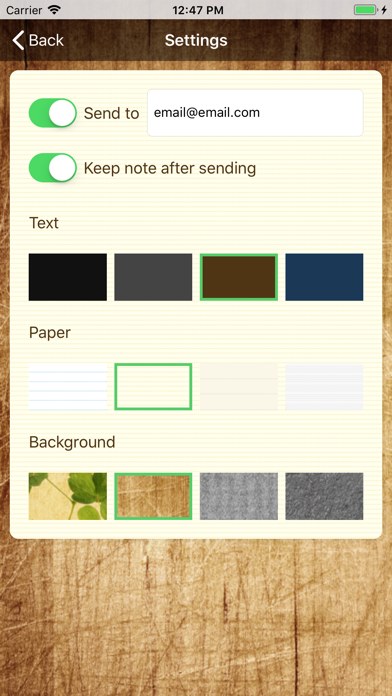 Carrier 12:47 PM
Back Settings
Send to email@email.com
Keep note after sending
Text
Paper
Background